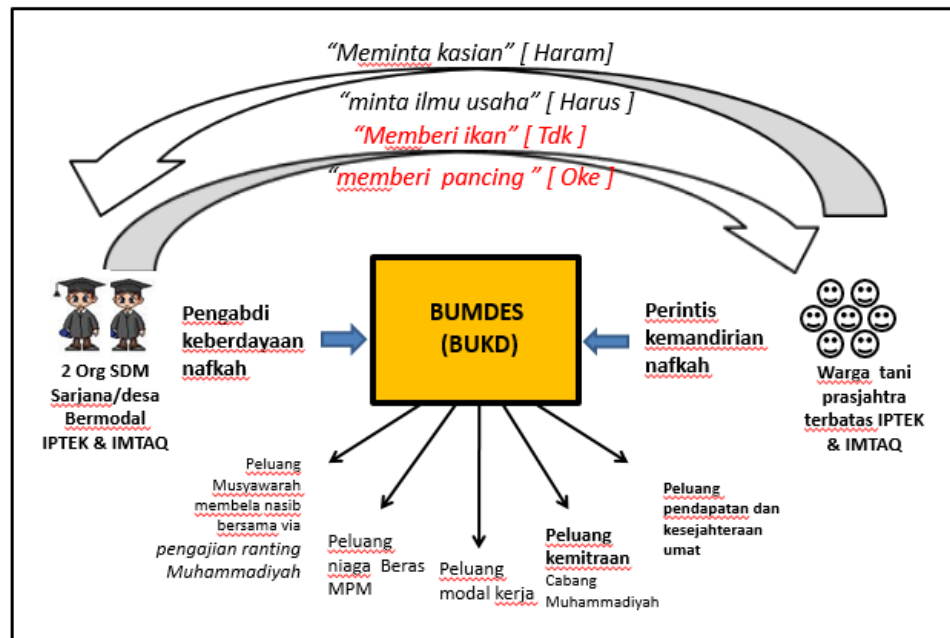 “Meminta kasian” [ Haram]
“minta ilmu usaha” [ Harus ]
“Memberi ikan” [ Tdk ]
“memberi pancing ” [ Oke ]
2 Org SDM
Sarjana/desa
Bermodal
IPTEK & IMTAQ
Pengabdi
keberdayaan
nafkah
BUMDES
(BUKD)
Perintis
kemandirian
nafkah
Warga tani
prasjahtra
terbatas IPTEK
& IMTAQ
Peluang
Musyawarah
membela nasib
bersama via
pengajian ranting
Muhammadiyah
Peluang
niaga Beras
MPM
Peluang
modal kerja
Peluang
kemitraan
Cabang
Muhammadiyah
Peluang
pendapatan dan
kesejahteraan
umat